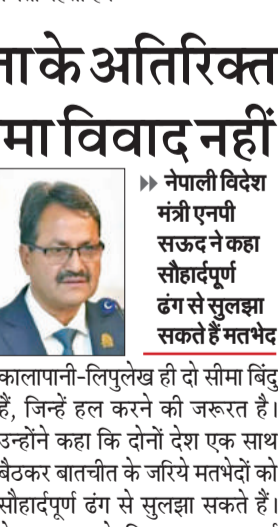 ा के अतिरिक्त
मा विवाद नहीं
नेपाली विदेश
मंत्री एनपी
सऊद ने कहा
सौहार्दपूर्ण
ढंग से सुलझा
सकते हैं मतभेद
कालापानी-लिपुलेख ही दो सीमा बिंदु
हैं, जिन्हें हल करने की जरूरत है।
उन्होंने कहा कि दोनों देश एक साथ
बैठकर बातचीत के जरिये मतभेदों को
सौहार्दपूर्ण ढंग से सुलझा सकते हैं।